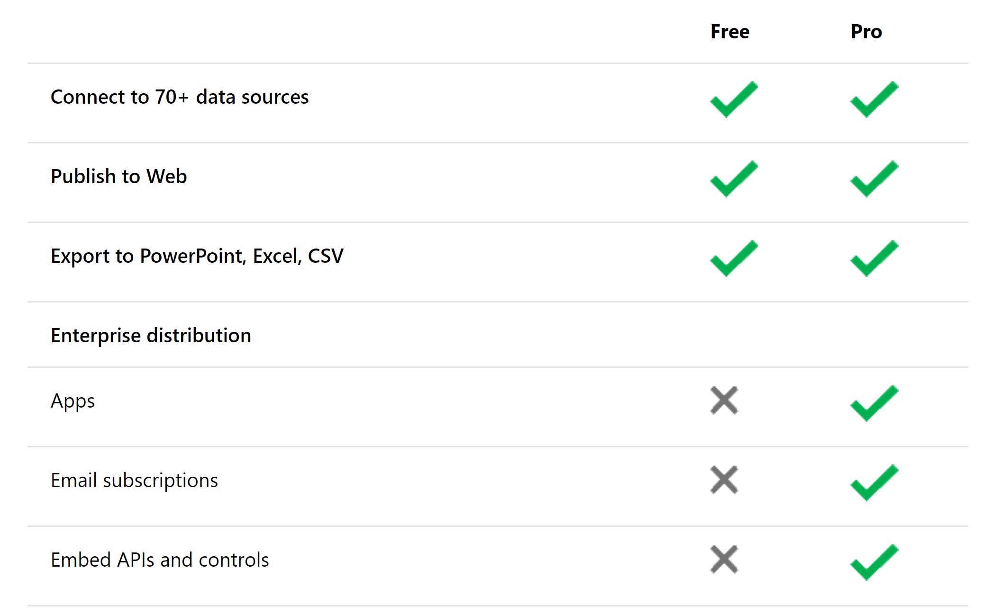 Free Pro
Connect to 70+ data sources
Publish to Web
Export to PowerPoint, Excel, CSV
Enterprise distribution
Apps
Email subscriptions
Embed APIs and controls